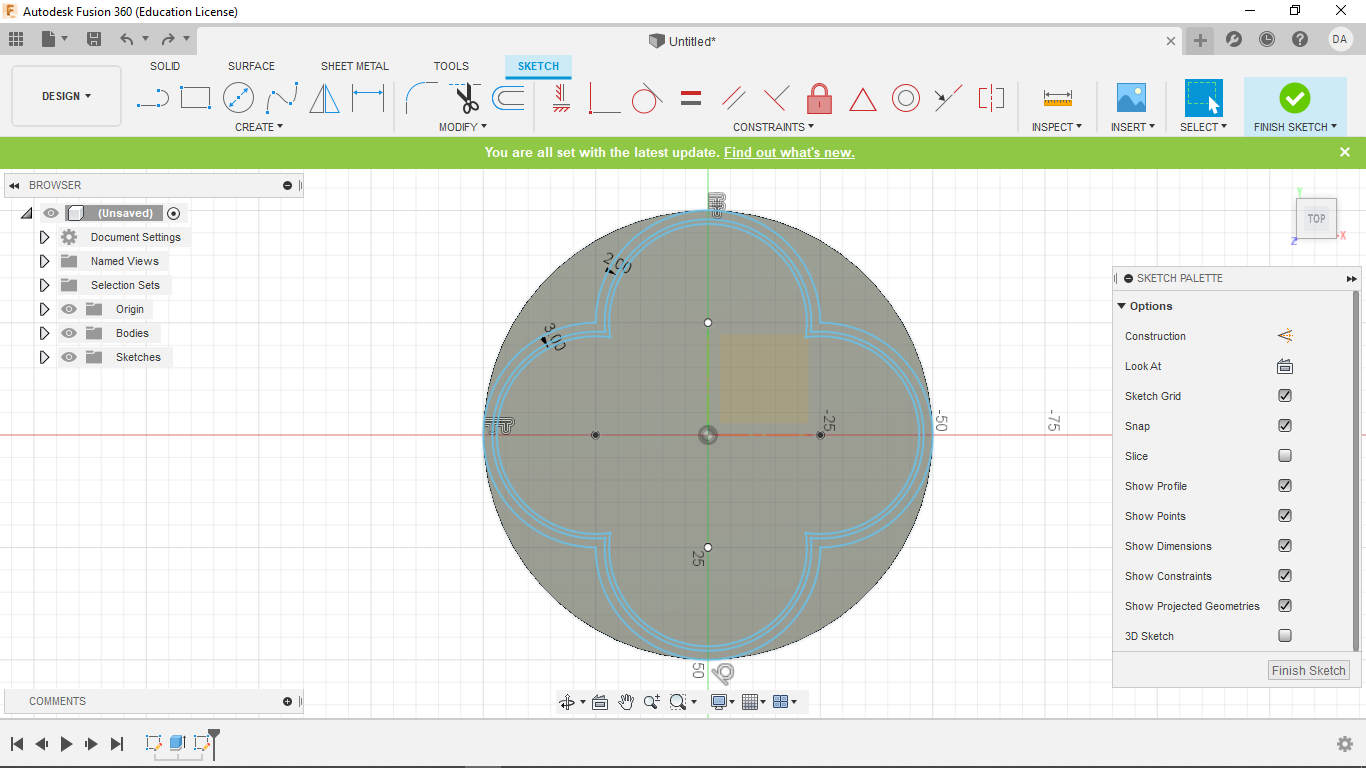 Autodesk Fusion 360 (Education License)
Untitled*
DA
SOLID SURFACE SHEET METAL TOOLS SKETCH
DESIGN
CREATE MODIFY CONSTRAINTS INSPECT INSERT SELECT FINISH SKETCH
You are all set with the latest update. Find out what's new.
BROWSER
(Unsaved)
Document Settings
Named Views
Selection Sets
Origin
Bodies
Sketches
2.00
3.00
-25
-50
-75
25
50
Y
TOP
X
Z
SKETCH PALETTE
Options
Construction
Look At
Sketch Grid
Snap
Slice
Show Profile
Show Points
Show Dimensions
Show Constraints
Show Projected Geometries
3D Sketch
Finish Sketch
COMMENTS